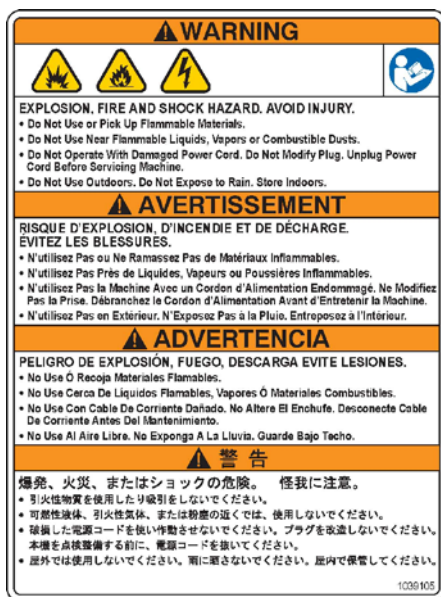 WARNING
EXPLOSION, FIRE AND SHOCK HAZARD. AVOID INJURY.
• Do Not Use or Pick Up Flammable Materials.
• Do Not Use Near Flammable Liquids, Vapors or Combustible Dusts.
• Do Not Operate With Damaged Power Cord. Do Not Modify Plug. Unplug Power
Cord Before Servicing Machine.
• Do Not Use Outdoors. Do Not Expose to Rain. Store Indoors.
AVERTISSEMENT
RISQUE D'EXPLOSION, D'INCENDIE ET DE DÉCHARGE.
ÉVITEZ LES BLESSURES.
• N'utilisez Pas ou Ne Ramassez Pas de Matériaux Inflammables.
• N'utilisez Pas Près de Liquides, Vapeurs ou Poussières Inflammables.
• N'utilisez Pas la Machine Avec un Cordon d'Alimentation Endommagé. Ne Modifiez
Pas la Prise. Débranchez le Cordon d'Alimentation Avant d'Entretenir la Machine.
• N'utilisez Pas en Extérieur. N'Exposez Pas à la Pluie. Entreposez à l'Intérieur.
ADVERTENCIA
PELIGRO DE EXPLOSIÓN, FUEGO, DESCARGA EVITE LESIONES.
• No Use Ó Recoja Materiales Flamables.
• No Use Cerca De Líquidos Flamables, Vapores Ó Materiales Combustibles.
• No Use Con Cable De Corriente Dañado. No Altere El Enchufe. Desconecte Cable
De Corriente Antes Del Mantenimiento.
• No Use Al Aire Libre. No Exponga A La Lluvia. Guarde Bajo Techo.
警告
爆発、火災、またはショックの危険。 怪我に注意。
• 引火性物質を使用したり吸引をしないでください。
• 可燃性液体、引火性気体、または粉塵の近くでは、使用しないでください。
• 破損した電源コードを使い作動させないでください。プラグを改造しないでください。
本機を点検整備する前に、電源コードを抜いてください。
• 屋外では使用しないでください。雨に晒さないでください。屋内で保管してください。
1039105